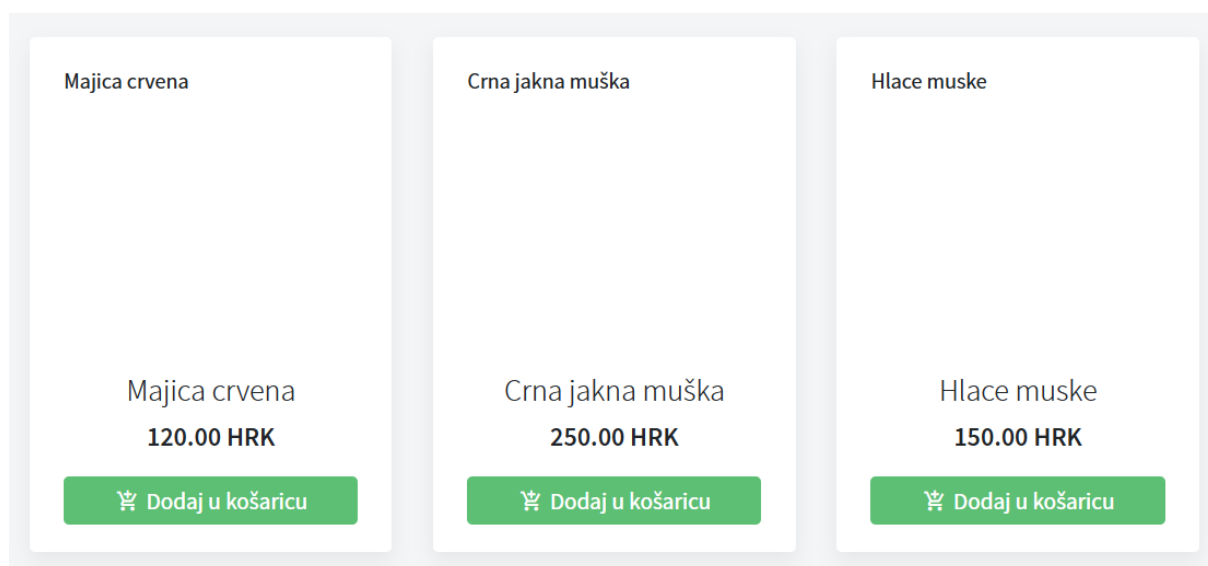 Majica crvena
Crna jakna muška
Hlace muske
Majica crvena
Crna jakna muška
Hlace muske
120.00 HRK
250.00 HRK
150.00 HRK
Dodaj u košaricu
Dodaj u košaricu
Dodaj u košaricu